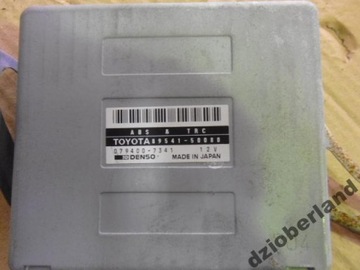 ABS & TRC
TOYOTA 89541-50080
079400-7341 12V
DENSO MADE IN JAPAN
dzioberland